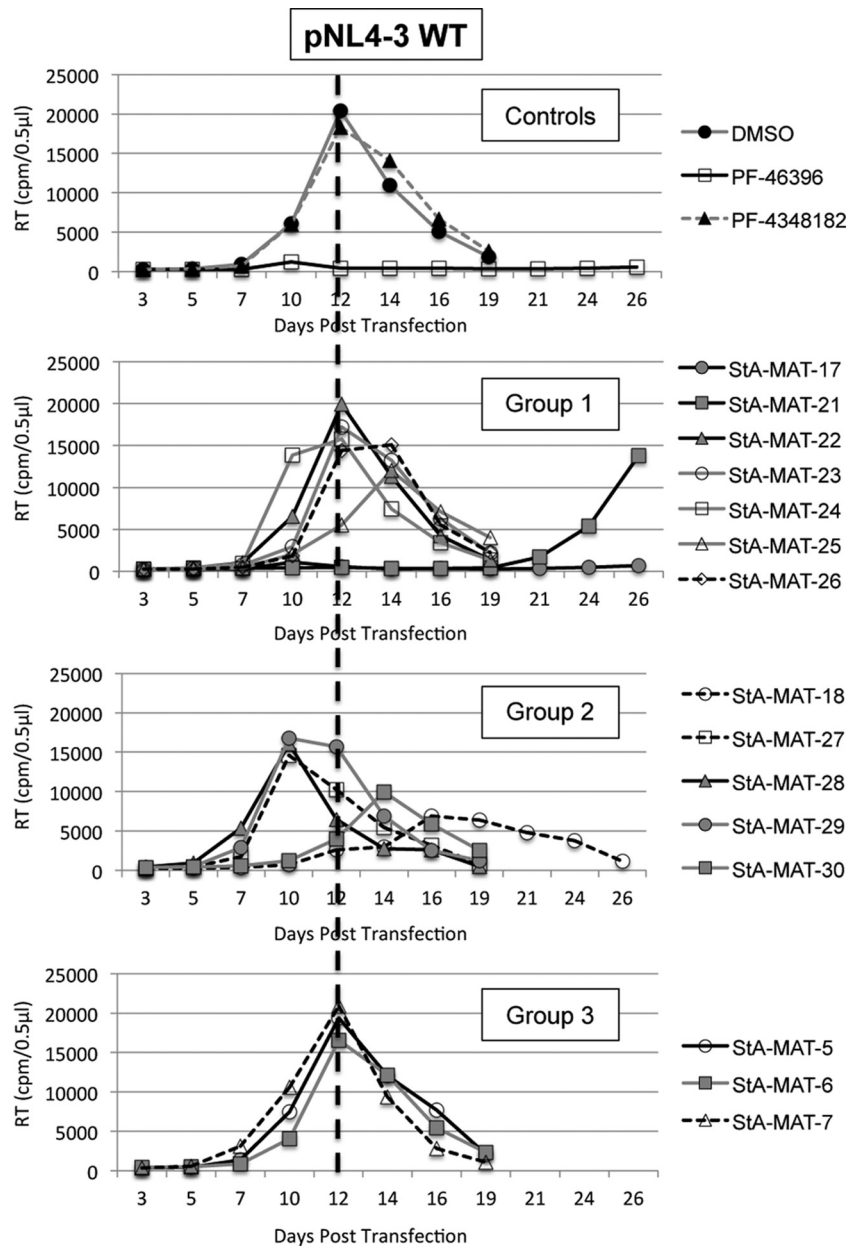 pNL4-3 WT
RT (cpm/0.5µl)
25000
20000
15000
10000
5000
0
Controls
DMSO
PF-46396
PF-4348182
3 5 7 10 12 14 16 19 21 24 26
Days Post Transfection
RT (cpm/0.5µl)
25000
20000
15000
10000
5000
0
Group 1
StA-MAT-17
StA-MAT-21
StA-MAT-22
StA-MAT-23
StA-MAT-24
StA-MAT-25
StA-MAT-26
3 5 7 10 12 14 16 19 21 24 26
Days Post Transfection
RT (cpm/0.5µl)
25000
20000
15000
10000
5000
0
Group 2
StA-MAT-18
StA-MAT-27
StA-MAT-28
StA-MAT-29
StA-MAT-30
3 5 7 10 12 14 16 19 21 24 26
Days Post Transfection
RT (cpm/0.5µl)
25000
20000
15000
10000
5000
0
Group 3
StA-MAT-5
StA-MAT-6
StA-MAT-7
3 5 7 10 12 14 16 19 21 24 26
Days Post Transfection